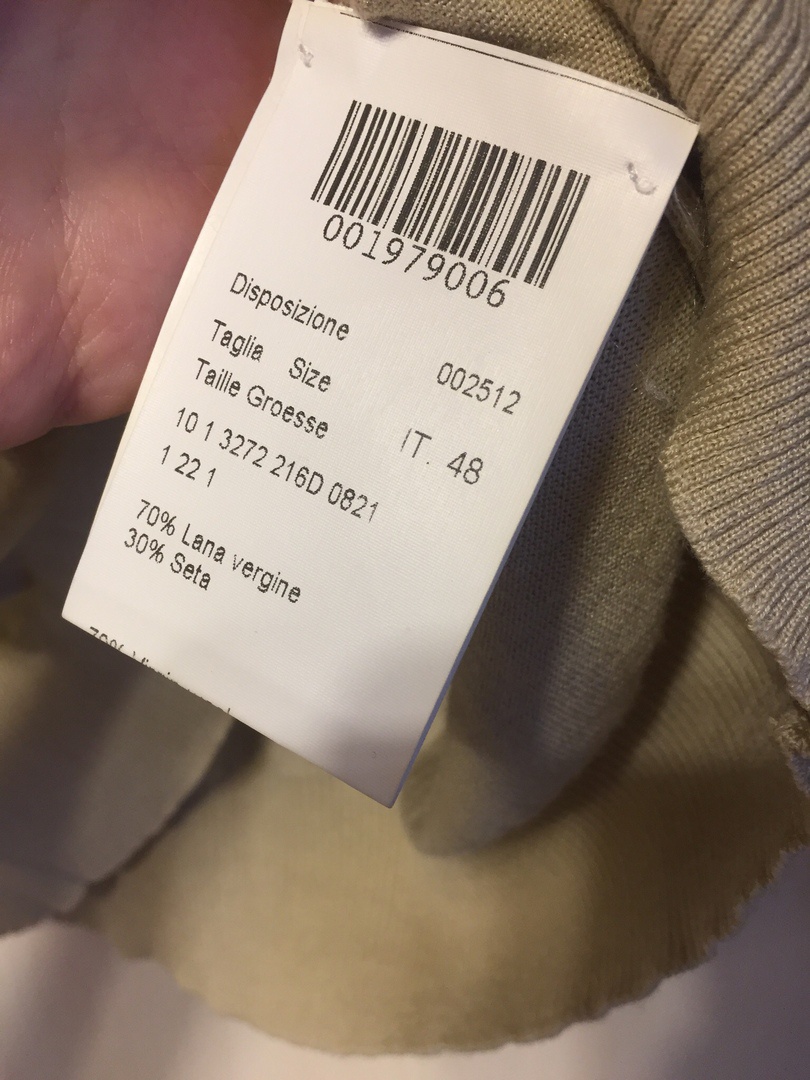 001979006
Disposizione 002512
Taglia Size
Taille Groesse IT. 48
10 1 3272 216D 0821
1 22 1
70% Lana vergine
30% Seta
70%